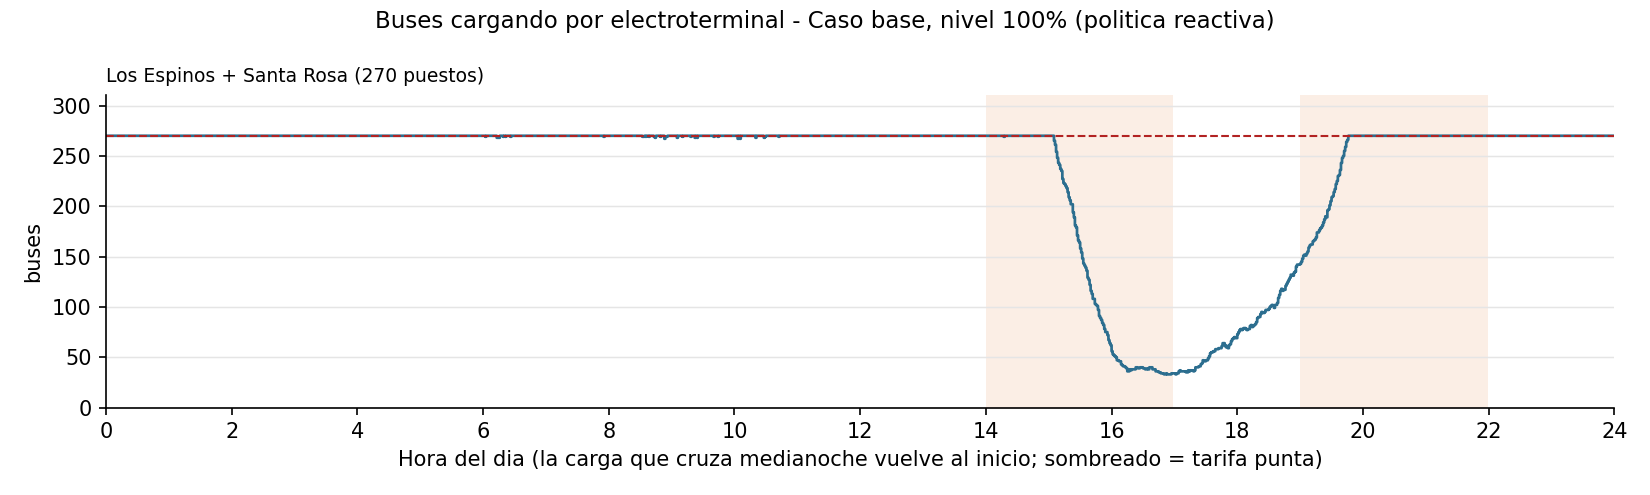 Buses cargando por electroterminal - Caso base, nivel 100% (politica reactiva)
Los Espinos + Santa Rosa (270 puestos)
300
250
200
150
100
50
0
buses
0 2 4 6 8 10 12 14 16 18 20 22 24
Hora del dia (la carga que cruza medianoche vuelve al inicio; sombreado = tarifa punta)